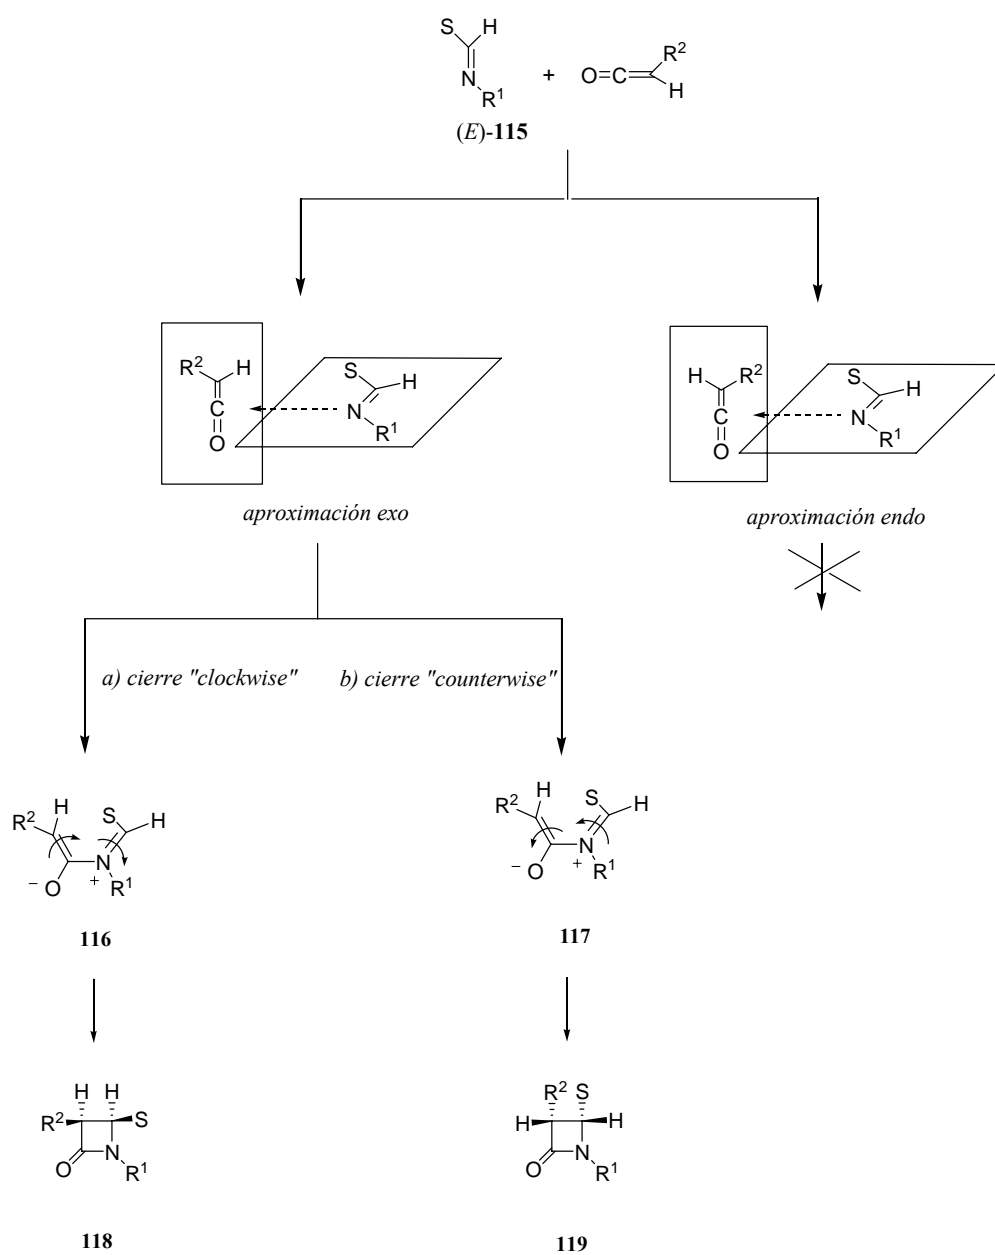 S H
N
R1
+
O=C
R2
H
(E)-115
R2 H
C
O
S
H
N
R1
H R2
C
O
S
H
N
R1
aproximación exo
aproximación endo
a) cierre "clockwise" b) cierre "counterwise"
H
R2
S
H
N
+
R1
− O
H
R2
S
H
N
+
R1
− O
116
117
H H
R2 S
N
O R1
R2 S
H H
N
O R1
118
119